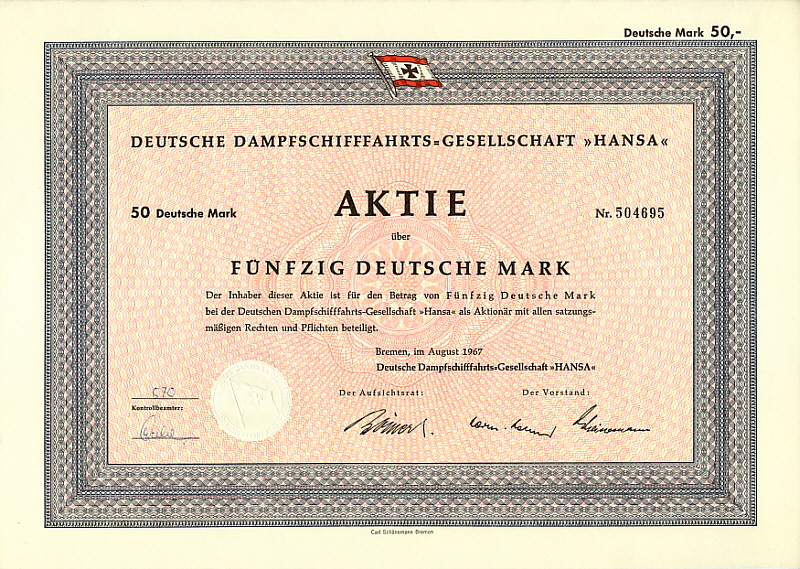 Deutsche Mark 50,-
DEUTSCHE DAMPFSCHIFFFAHRTS=GESELLSCHAFT »HANSA«
50 Deutsche Mark
AKTIE
Nr. 504695
über
FÜNFZIG DEUTSCHE MARK
Der Inhaber dieser Aktie ist für den Betrag von Fünfzig Deutsche Mark
bei der Deutschen Dampfschifffahrts-Gesellschaft »Hansa« als Aktionär mit allen satzungs-
mäßigen Rechten und Pflichten beteiligt.
Bremen, im August 1967
Deutsche Dampfschifffahrts=Gesellschaft »HANSA«
570
Kontrollbeamter:
Der Aufsichtsrat:
Der Vorstand:
Carl Schünemann Bremen